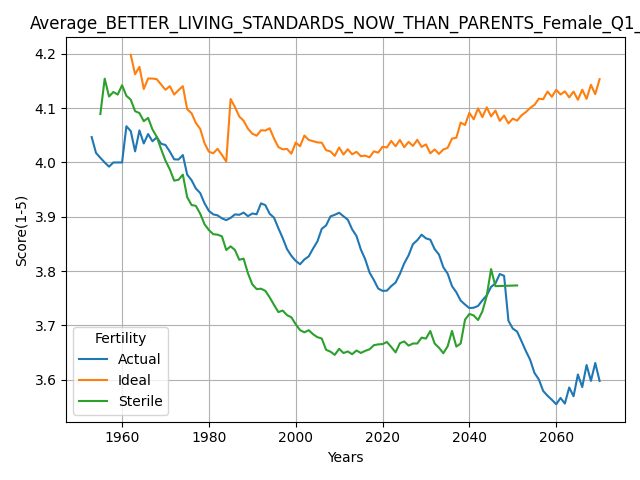 Average_BETTER_LIVING_STANDARDS_NOW_THAN_PARENTS_Female_Q1_
Score(1-5)
4.2
4.1
4.0
3.9
3.8
3.7
3.6
Fertility
Actual
Ideal
Sterile
1960
1980
2000
2020
2040
2060
Years